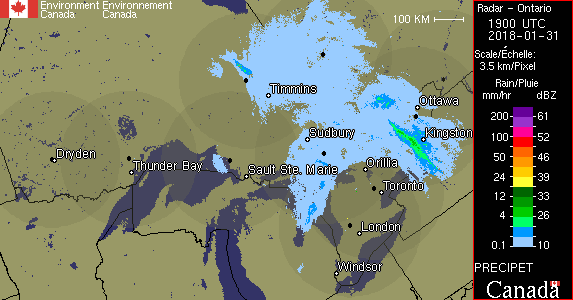 Environment Environnement
Canada Canada
100 KM
Timmins
Ottawa
Sudbury
Kingston
Dryden
Thunder Bay
Sault Ste. Marie
Orillia
Toronto
London
Windsor
Radar - Ontario
1900 UTC
2018-01-31
Scale/Échelle:
3.5 km/Pixel
Rain/Pluie
mm/hr dBZ
200 61
100 52
50 46
24 39
12 33
4 26
0.1 10
PRECIPET
Canada